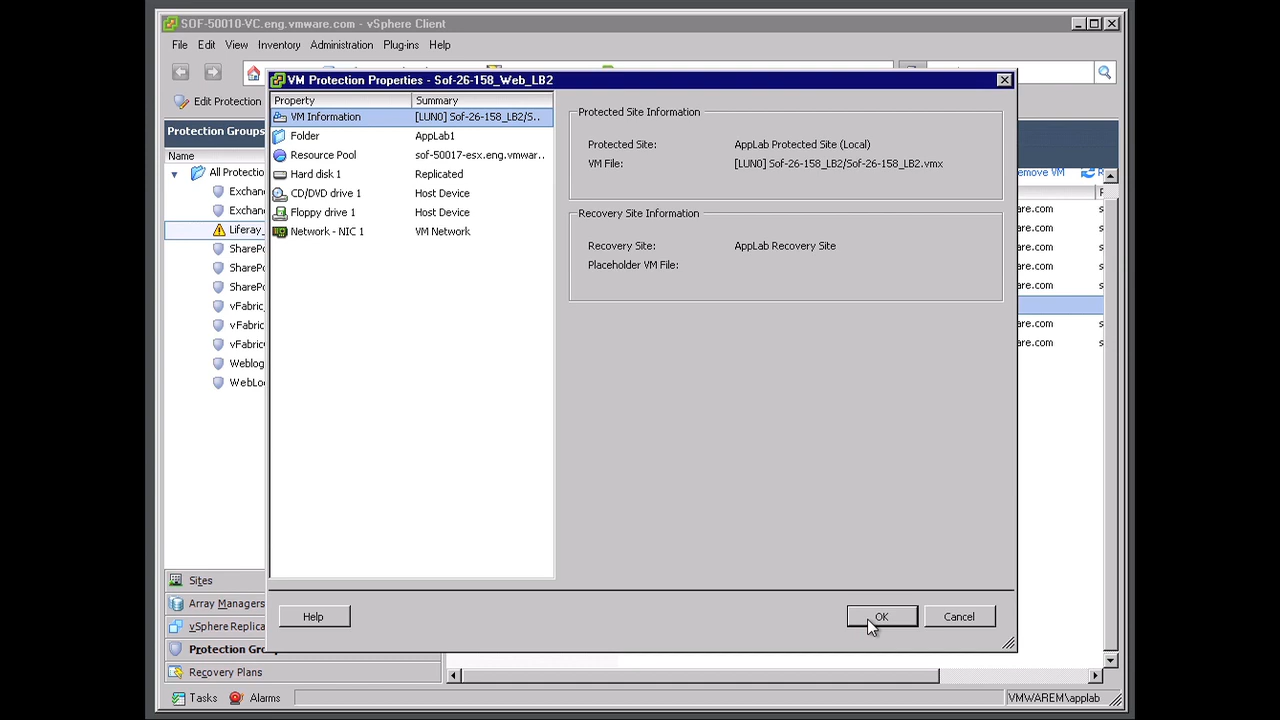 SOF-50010-VC.eng.vmware.com - vSphere Client
File Edit View Inventory Administration Plug-ins Help
Edit Protection
VM Protection Properties - Sof-26-158_Web_LB2
Property Summary
VM Information [LUN0] Sof-26-158_LB2/S..
Folder AppLab1
Resource Pool sof-50017-esx.eng.vmwar..
Hard disk 1 Replicated
CD/DVD drive 1 Host Device
Floppy drive 1 Host Device
Network - NIC 1 VM Network
Protected Site Information
Protected Site: AppLab Protected Site (Local)
VM File: [LUN0] Sof-26-158_LB2/Sof-26-158_LB2.vmx
Recovery Site Information
Recovery Site: AppLab Recovery Site
Placeholder VM File:
Help OK Cancel
Protection Groups
Name
All Protectio
Exchan
Exchan
Liferay_
SharePo
SharePo
SharePo
vFabric_
vFabric
vFabric
Weblog
WebLo
emove VM R
are.com s
are.com s
are.com s
are.com s
are.com s
are.com s
are.com s
Sites
Array Managers
vSphere Replica
Protection Gro
Recovery Plans
Tasks Alarms VMWAREM\applab